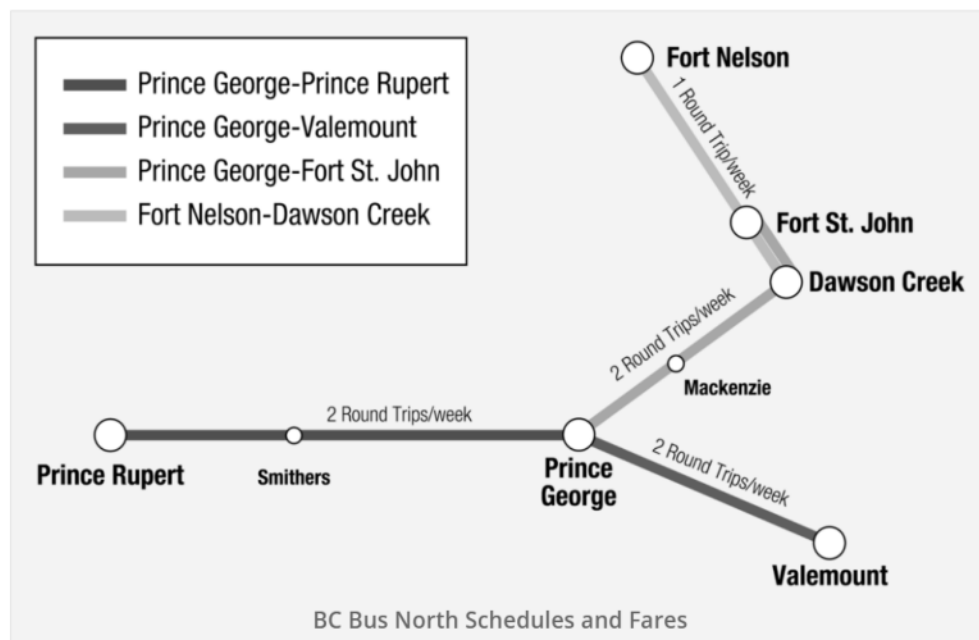 Prince George-Prince Rupert
Prince George-Valemount
Prince George-Fort St. John
Fort Nelson-Dawson Creek
Fort Nelson
1 Round Trip/week
Fort St. John
Dawson Creek
2 Round Trips/week
Mackenzie
2 Round Trips/week
Prince Rupert
Smithers
Prince
George
2 Round Trips/week
Valemount
BC Bus North Schedules and Fares